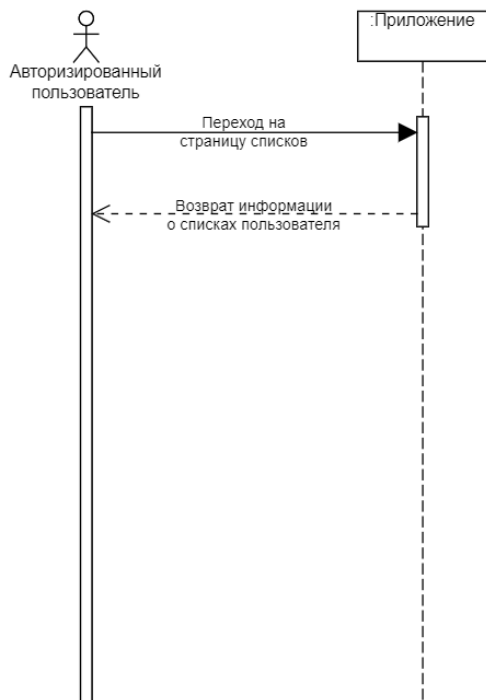 :Приложение
Авторизированный
пользователь
Переход на
страницу списков
Возврат информации
о списках пользователя